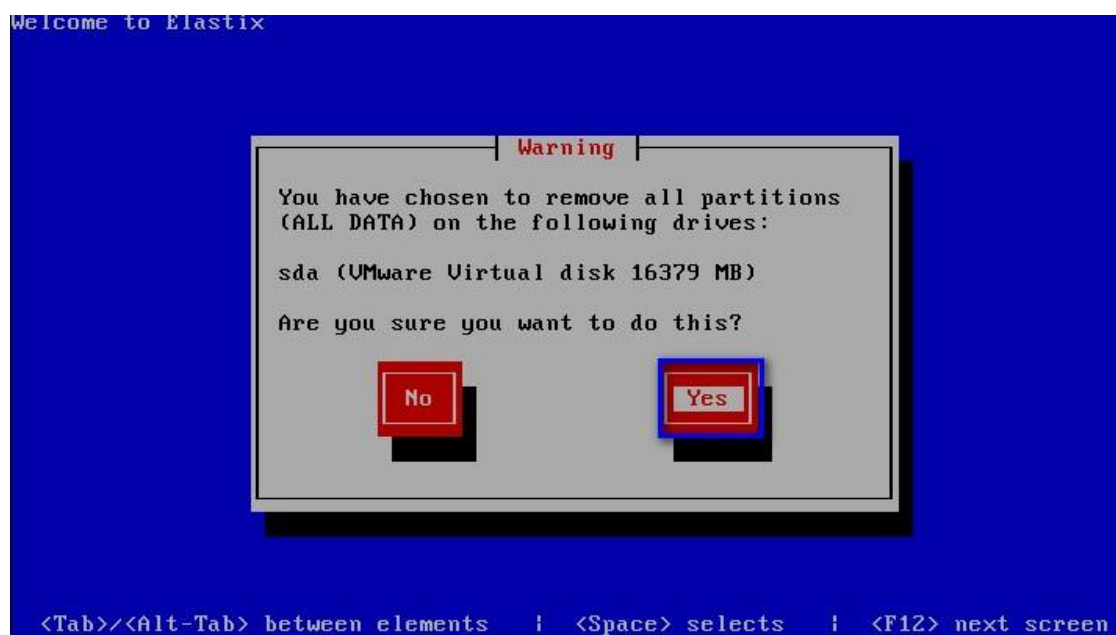 Welcome to Elastix
Warning
You have chosen to remove all partitions
(ALL DATA) on the following drives:
sda (VMware Virtual disk 16379 MB)
Are you sure you want to do this?
No Yes
<Tab>/<Alt-Tab> between elements | <Space> selects | <F12> next screen